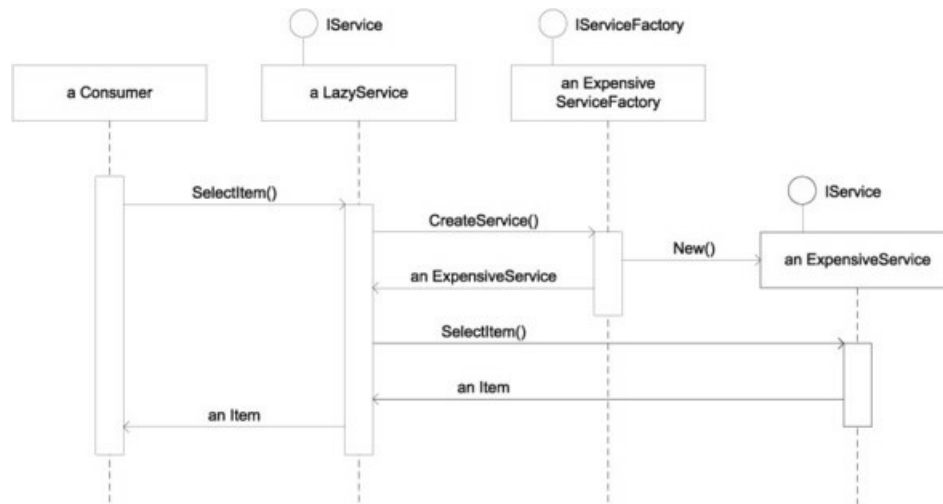 IService
IServiceFactory
a Consumer
a LazyService
an Expensive
ServiceFactory
SelectItem()
IService
CreateService()
New()
an ExpensiveService
an ExpensiveService
SelectItem()
an Item
an Item